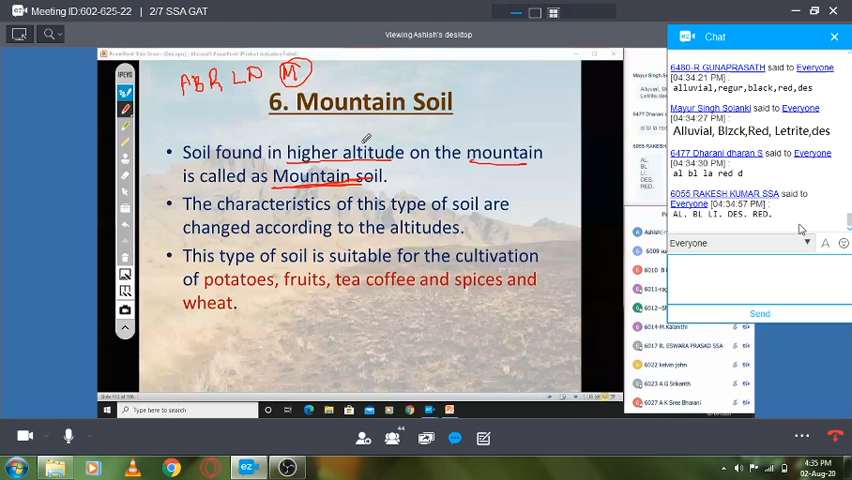 Meeting ID:602-625-22
2/7 SSA GAT
Viewing Ashish's desktop
A B R L D M
6. Mountain Soil
• Soil found in higher altitude on the mountain
is called as Mountain soil.
• The characteristics of this type of soil are
changed according to the altitudes.
• This type of soil is suitable for the cultivation
of potatoes, fruits, tea coffee and spices and
wheat.
Type here to search
Chat
6480-R GUNAPRASATH said to Everyone
[04:34:21 PM] :
alluvial,regur,black,red,des
Mayur Singh Solanki said to Everyone
[04:34:27 PM] :
Alluvial, Blzck,Red, Letrite,des
6477 Dharani dharan S said to Everyone
[04:34:30 PM] :
al bl la red d
6055 RAKESH KUMAR SSA said to
Everyone [04:34:57 PM] :
AL. BL LI. DES. RED.
Everyone
Send
6014-M.Kalanithi
6017 R. ESWARA PRASAD SSA
6022 kelvin john
6023 A G Srikanth
6027 A K Sree Bharani
44
4:35 PM
02-Aug-20